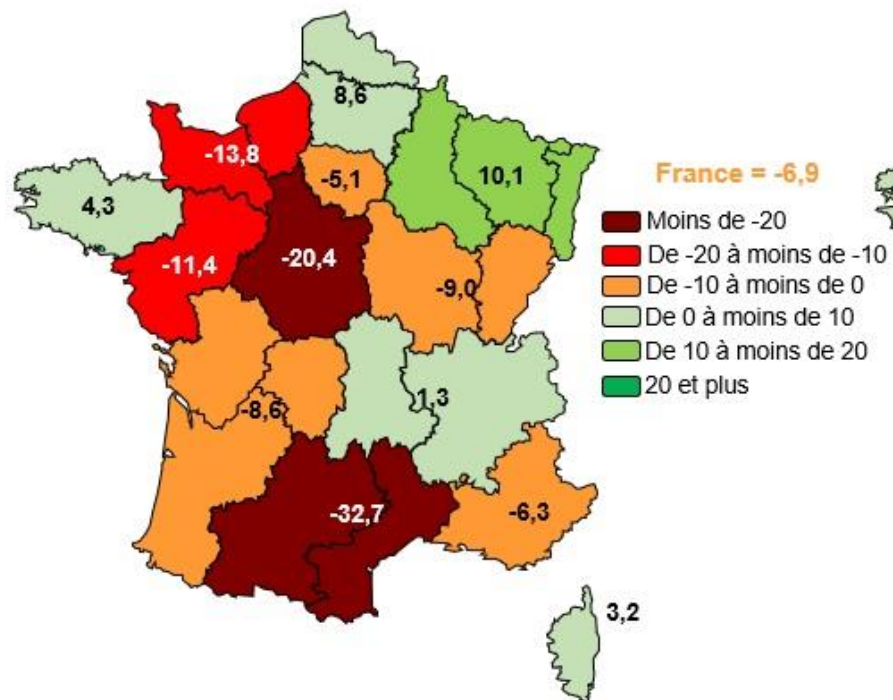 8,6
-13,8
-5,1
10,1
4,3
-11,4
-20,4
-9,0
-8,6
1,3
-32,7
-6,3
3,2
France = -6,9
Moins de -20
De -20 à moins de -10
De -10 à moins de 0
De 0 à moins de 10
De 10 à moins de 20
20 et plus